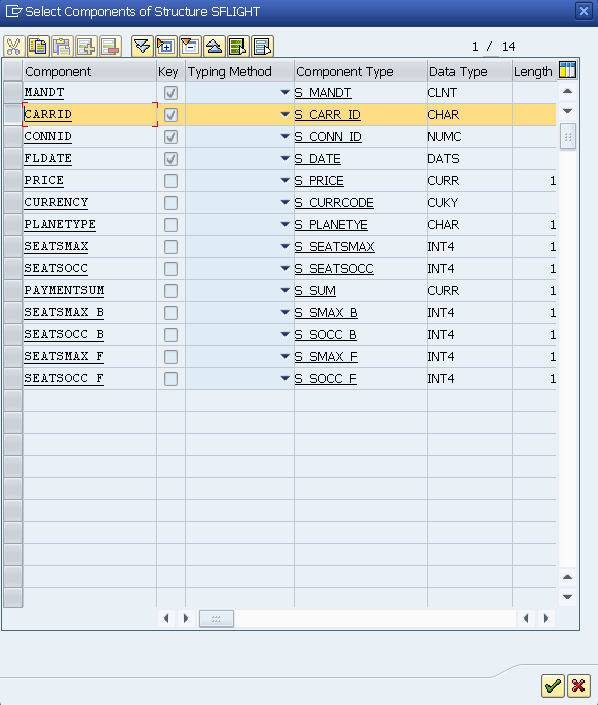 Select Components of Structure SFLIGHT
1 / 14
Component Key Typing Method Component Type Data Type Length
MANDT S_MANDT CLNT
CARRID S_CARR_ID CHAR
CONNID S_CONN_ID NUMC
FLDATE S_DATE DATS
PRICE S_PRICE CURR 1
CURRENCY S_CURRCODE CUKY
PLANETYPE S_PLANETYE CHAR 1
SEATSMAX S_SEATSMAX INT4 1
SEATSOCC S_SEATSOCC INT4 1
PAYMENTSUM S_SUM CURR 1
SEATSMAX_B S_SMAX_B INT4 1
SEATSOCC_B S_SOCC_B INT4 1
SEATSMAX_F S_SMAX_F INT4 1
SEATSOCC_F S_SOCC_F INT4 1